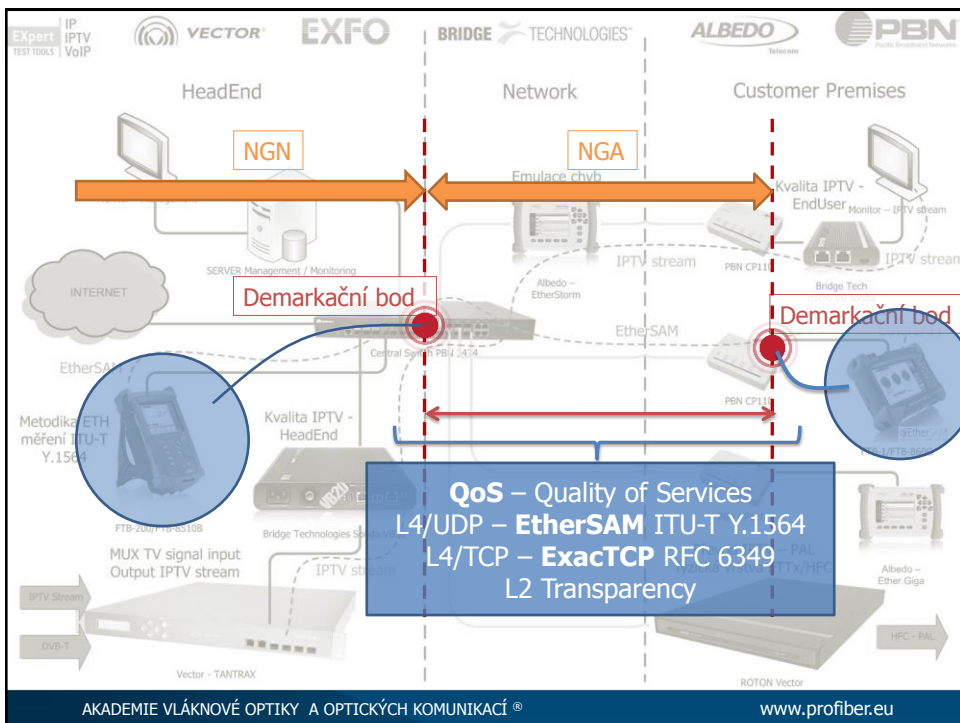 EXpert
TEST TOOLS
IP
IPTV
VoIP
VECTOR
EXFO
BRIDGE TECHNOLOGIES™
ALBEDO
Telecom
PBN
Pacific Broadband Networks
HeadEnd
Network
Customer Premises
NGN
NGA
Emulace chyb
Kvalita IPTV -
EndUser
Monitor – IPTV stream
SERVER Management / Monitoring
IPTV stream
PBN CP110
IPTV stream
Albedo –
EtherStorm
Bridge Tech
INTERNET
Demarkační bod
Demarkační bod
EtherSAM
Central Switch PBN
EtherSAM
PBN CP110
Metodika ETH
měření ITU-T
Y.1564
Kvalita IPTV -
HeadEnd
FTB-200/FTB-8510B
Bridge Technologies
QoS – Quality of Services
L4/UDP – EtherSAM ITU-T Y.1564
L4/TCP – ExacTCP RFC 6349
L2 Transparency
MUX TV signal input
Output IPTV stream
IPTV stream
Albedo –
Ether.Giga
IPTV Stream
DVB-T
HFC - PAL
Vector - TANTRAX
ROTON Vector
AKADEMIE VLÁKNOVÉ OPTIKY A OPTICKÝCH KOMUNIKACÍ ®
www.profiber.eu